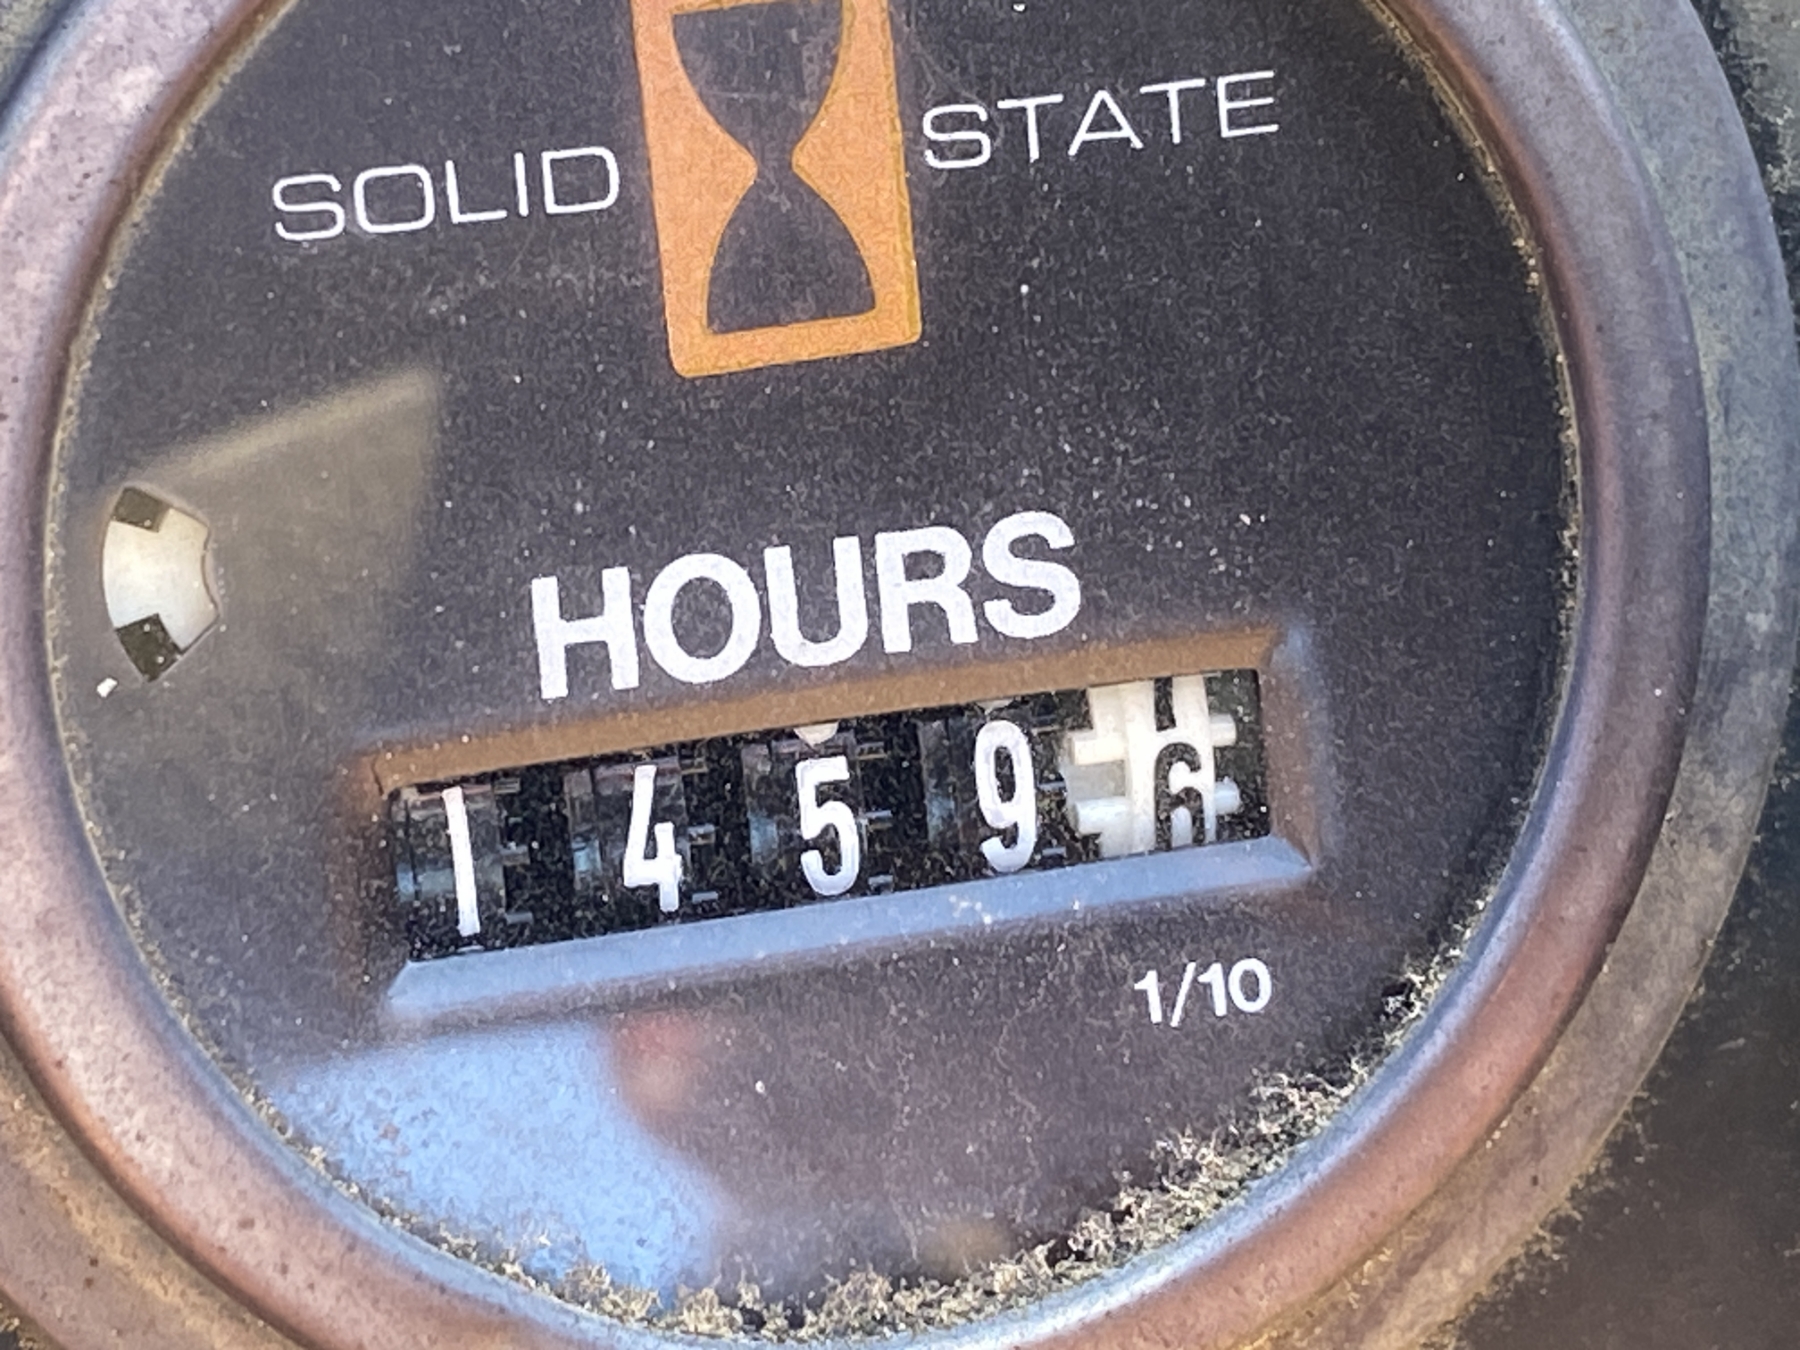 SOLID STATE
HOURS
1 4 5 9 6
1/10